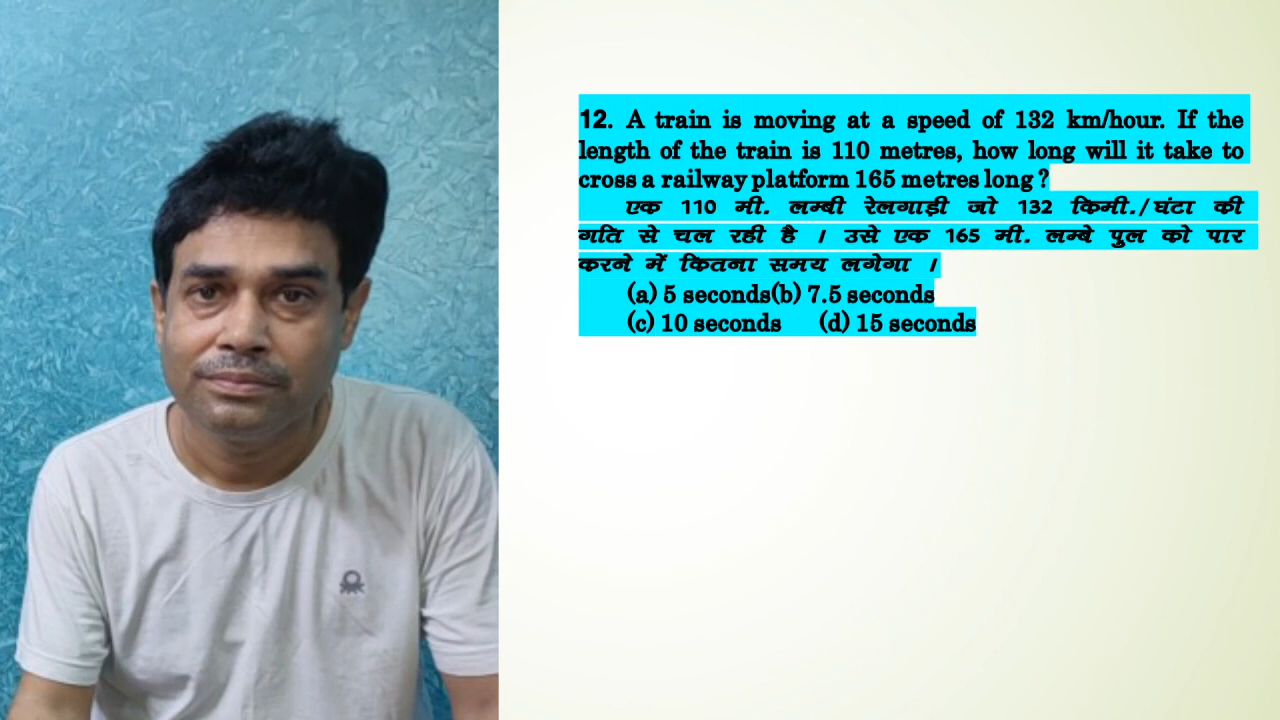 12. A train is moving at a speed of 132 km/hour. If the
length of the train is 110 metres, how long will it take to
cross a railway platform 165 metres long ?
एक 110 मी. लम्बी रेलगाड़ी जो 132 किमी./घंटा की
गति से चल रही है । उसे एक 165 मी. लम्बे पुल को पार
करने में कितना समय लगेगा ।
(a) 5 seconds(b) 7.5 seconds
(c) 10 seconds (d) 15 seconds